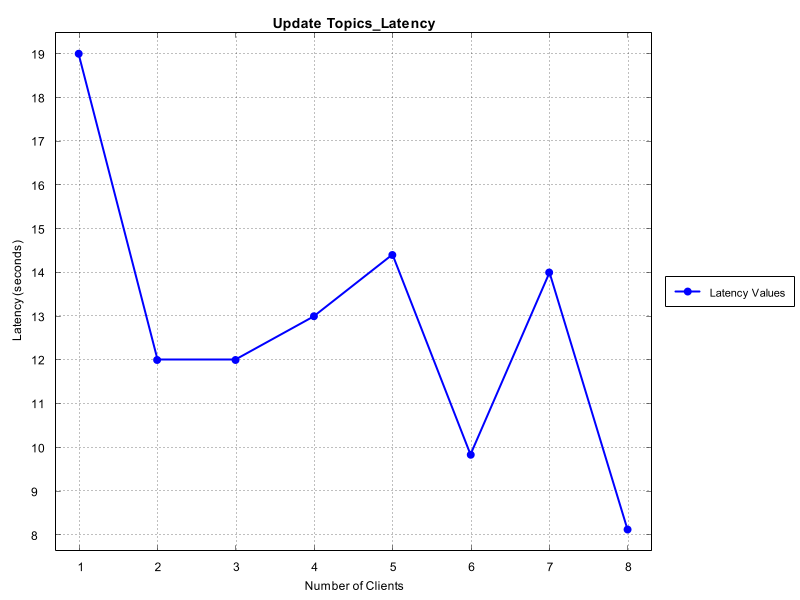 Update Topics_Latency
19
18
17
16
15
14
13
12
11
10
9
8
Latency (seconds)
1 2 3 4 5 6 7 8
Number of Clients
Latency Values